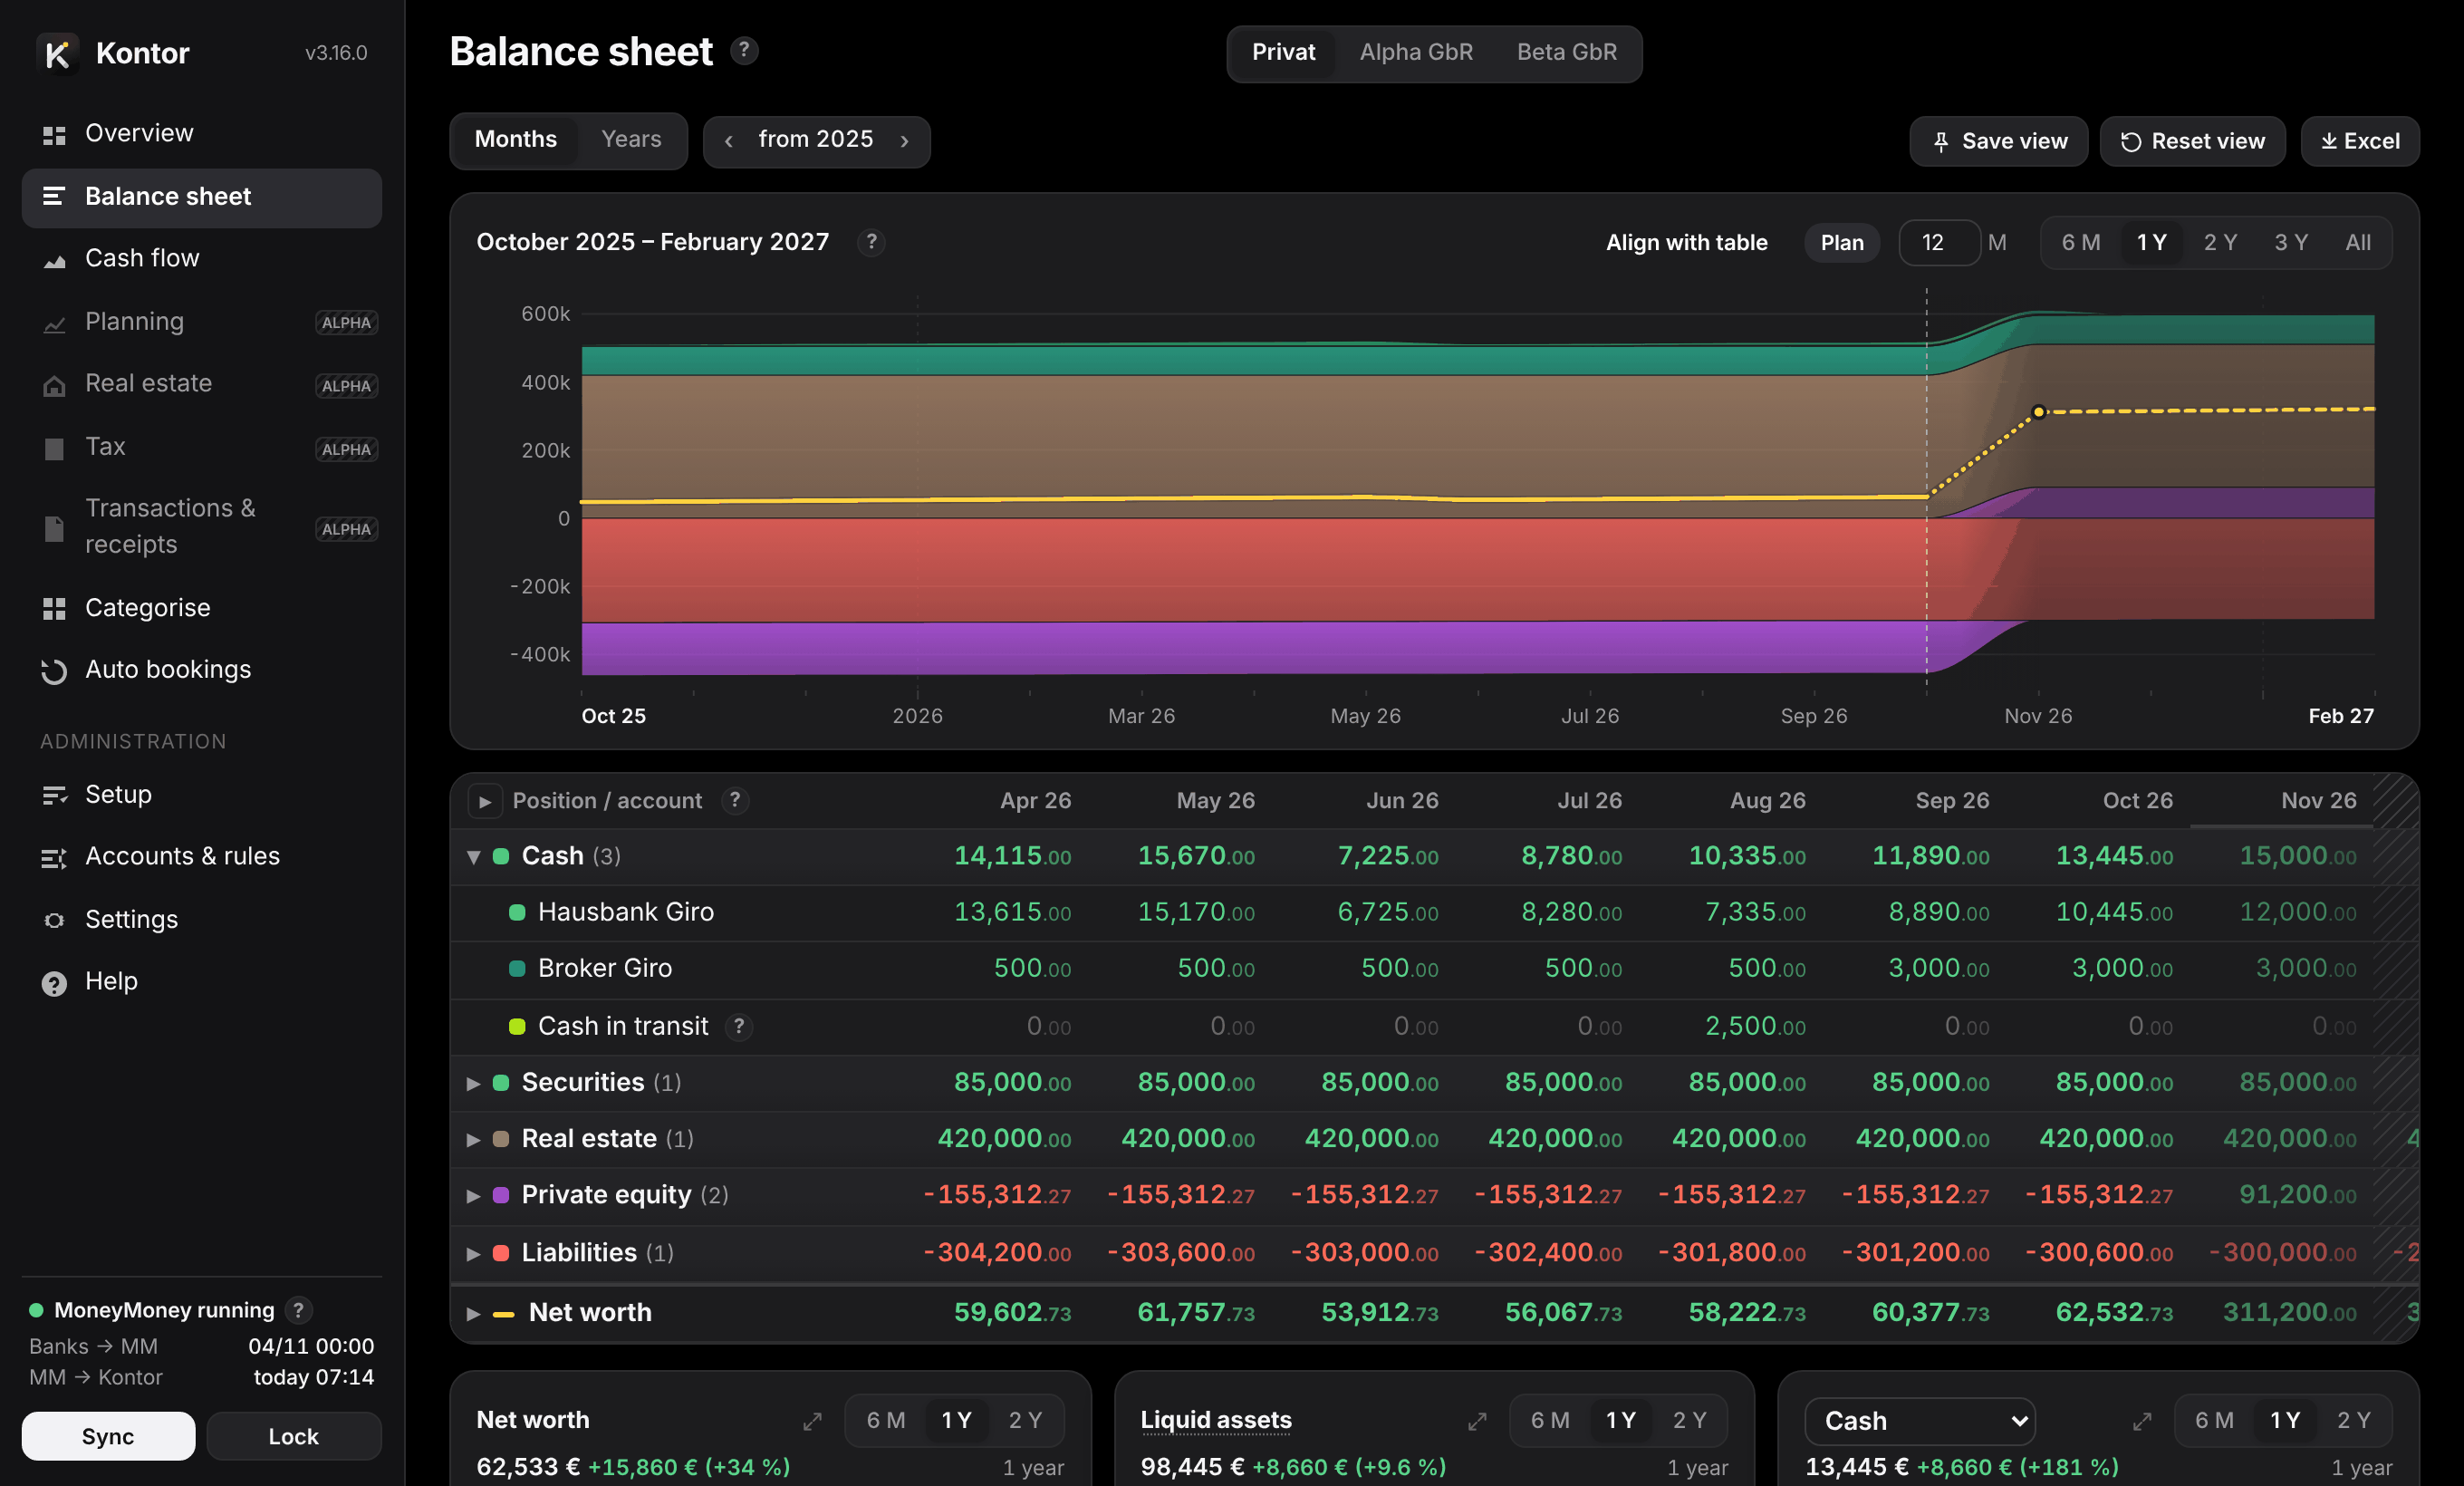 Kontor v3.16.0
Overview
Balance sheet
Cash flow
Planning ALPHA
Real estate ALPHA
Tax ALPHA
Transactions &
receipts ALPHA
Categorise
Auto bookings
ADMINISTRATION
Setup
Accounts & rules
Settings
Help
MoneyMoney running ?
Banks → MM 04/11 00:00
MM → Kontor today 07:14
Sync Lock
Balance sheet ? Privat Alpha GbR Beta GbR
Months Years ‹ from 2025 › Save view Reset view Excel
October 2025 – February 2027 ? Align with table Plan 12 M 6 M 1 Y 2 Y 3 Y All
600k
400k
200k
0
-200k
-400k
Oct 25 2026 Mar 26 May 26 Jul 26 Sep 26 Nov 26 Feb 27
Position / account ? Apr 26 May 26 Jun 26 Jul 26 Aug 26 Sep 26 Oct 26 Nov 26
Cash (3) 14,115.00 15,670.00 7,225.00 8,780.00 10,335.00 11,890.00 13,445.00 15,000.00
Hausbank Giro 13,615.00 15,170.00 6,725.00 8,280.00 7,335.00 8,890.00 10,445.00 12,000.00
Broker Giro 500.00 500.00 500.00 500.00 500.00 3,000.00 3,000.00 3,000.00
Cash in transit ? 0.00 0.00 0.00 0.00 2,500.00 0.00 0.00 0.00
Securities (1) 85,000.00 85,000.00 85,000.00 85,000.00 85,000.00 85,000.00 85,000.00 85,000.00
Real estate (1) 420,000.00 420,000.00 420,000.00 420,000.00 420,000.00 420,000.00 420,000.00 420,000.00 4
Private equity (2) -155,312.27 -155,312.27 -155,312.27 -155,312.27 -155,312.27 -155,312.27 -155,312.27 91,200.00
Liabilities (1) -304,200.00 -303,600.00 -303,000.00 -302,400.00 -301,800.00 -301,200.00 -300,600.00 -300,000.00 -2
Net worth 59,602.73 61,757.73 53,912.73 56,067.73 58,222.73 60,377.73 62,532.73 311,200.00 3
Net worth 6 M 1 Y 2 Y
62,533 € +15,860 € (+34 %) 1 year
Liquid assets 6 M 1 Y 2 Y
98,445 € +8,660 € (+9.6 %) 1 year
Cash 6 M 1 Y 2 Y
13,445 € +8,660 € (+181 %) 1 year